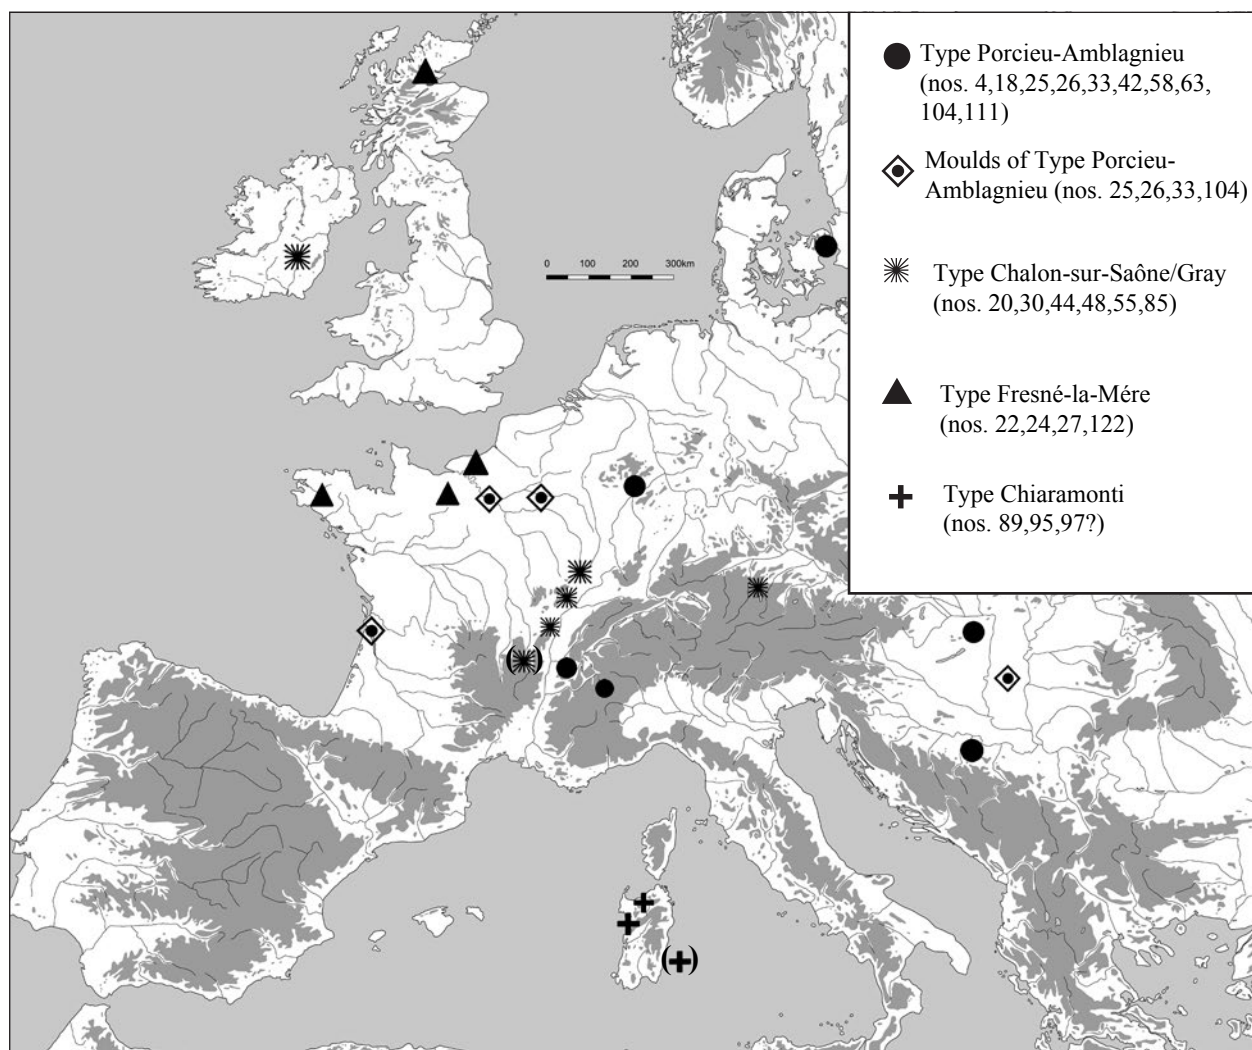 Type Porcieu-Amblagnieu
(nos. 4,18,25,26,33,42,58,63,
104,111)
Moulds of Type Porcieu-
Amblagnieu (nos. 25,26,33,104)
Type Chalon-sur-Saône/Gray
(nos. 20,30,44,48,55,85)
Type Fresné-la-Mére
(nos. 22,24,27,122)
Type Chiaramonti
(nos. 89,95,97?)
0 100 200 300km